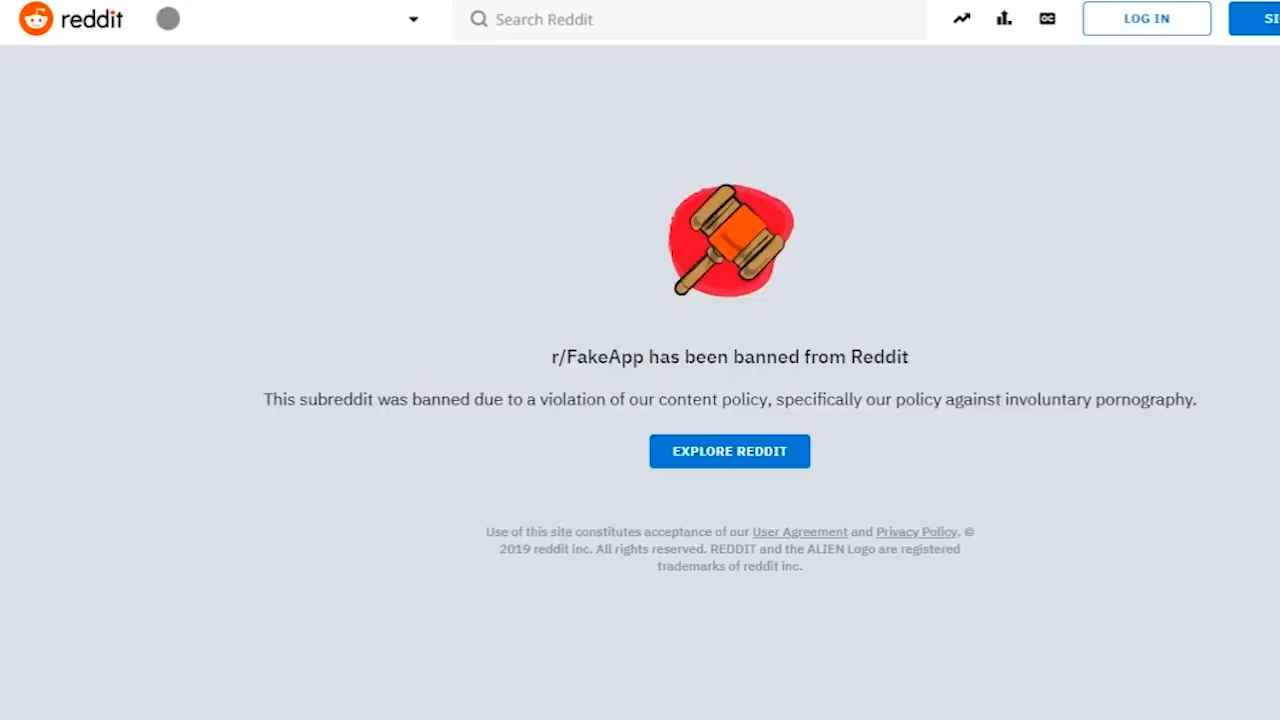 reddit
Search Reddit
LOG IN
SI
r/FakeApp has been banned from Reddit
This subreddit was banned due to a violation of our content policy, specifically our policy against involuntary pornography.
EXPLORE REDDIT
Use of this site constitutes acceptance of our User Agreement and Privacy Policy. ©
2019 reddit inc. All rights reserved. REDDIT and the ALIEN Logo are registered
trademarks of reddit inc.